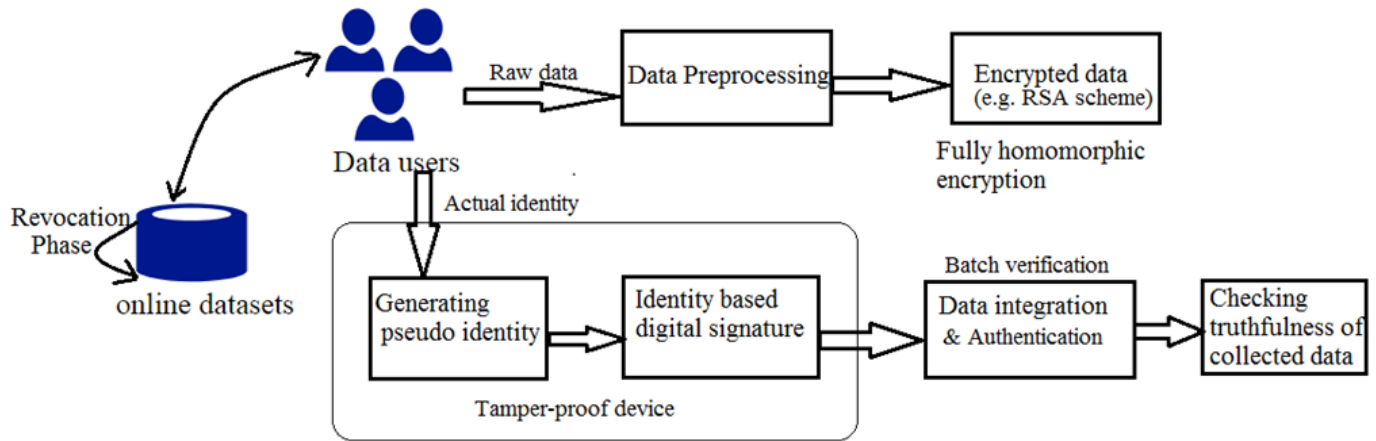 Raw data
Data Preprocessing
Encrypted data
(e.g. RSA scheme)
Data users
Fully homomorphic
encryption
Actual identity
Revocation
Phase
online datasets
Generating
pseudo identity
Identity based
digital signature
Tamper-proof device
Batch verification
Data integration
& Authentication
Checking
truthfulness of
collected data